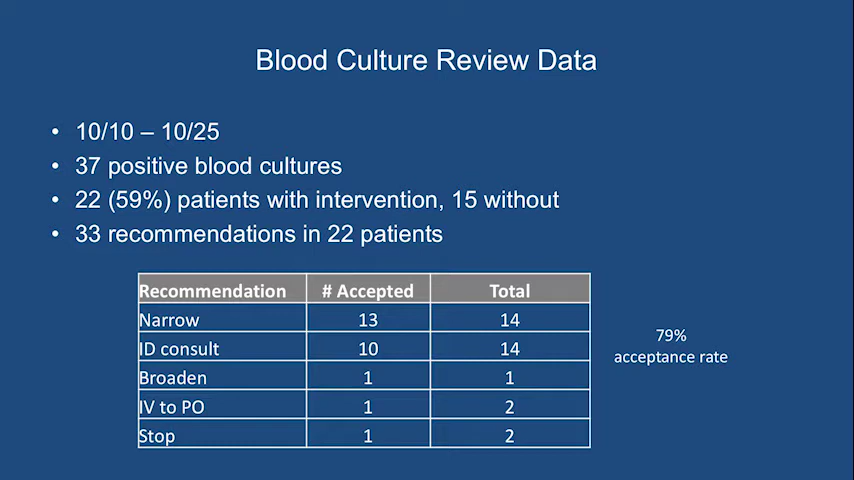 Blood Culture Review Data
• 10/10 – 10/25
• 37 positive blood cultures
• 22 (59%) patients with intervention, 15 without
• 33 recommendations in 22 patients
Recommendation # Accepted Total
Narrow 13 14
ID consult 10 14
Broaden 1 1
IV to PO 1 2
Stop 1 2
79%
acceptance rate